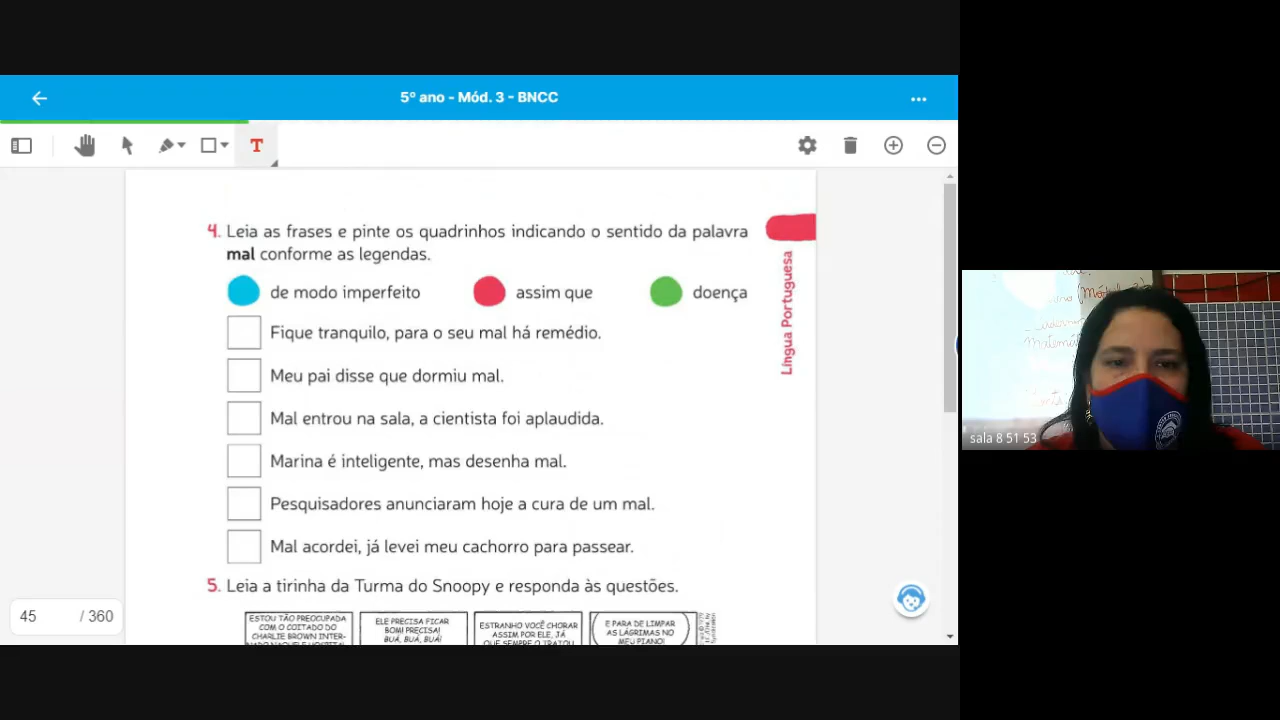 5º ano - Mód. 3 - BNCC
T
4. Leia as frases e pinte os quadrinhos indicando o sentido da palavra
mal conforme as legendas.
de modo imperfeito
assim que
doença
Fique tranquilo, para o seu mal há remédio.
Meu pai disse que dormiu mal.
Mal entrou na sala, a cientista foi aplaudida.
Marina é inteligente, mas desenha mal.
Pesquisadores anunciaram hoje a cura de um mal.
Mal acordei, já levei meu cachorro para passear.
Língua Portuguesa
5. Leia a tirinha da Turma do Snoopy e responda às questões.
ESTOU TÃO PREOCUPADA
COM O COITADO DO
CHARLIE BROWN INTER-
ELE PRECISA FICAR
BOM! PRECISA!
BUÁ, BUÁ, BUÁ!
ESTRANHO VOCÊ CHORAR
ASSIM POR ELE, JÁ
QUE SEMPRE O TRATOU
E PARA DE LIMPAR
AS LÁGRIMAS NO
MEU PIANO!
45 / 360
sala 8 51 53